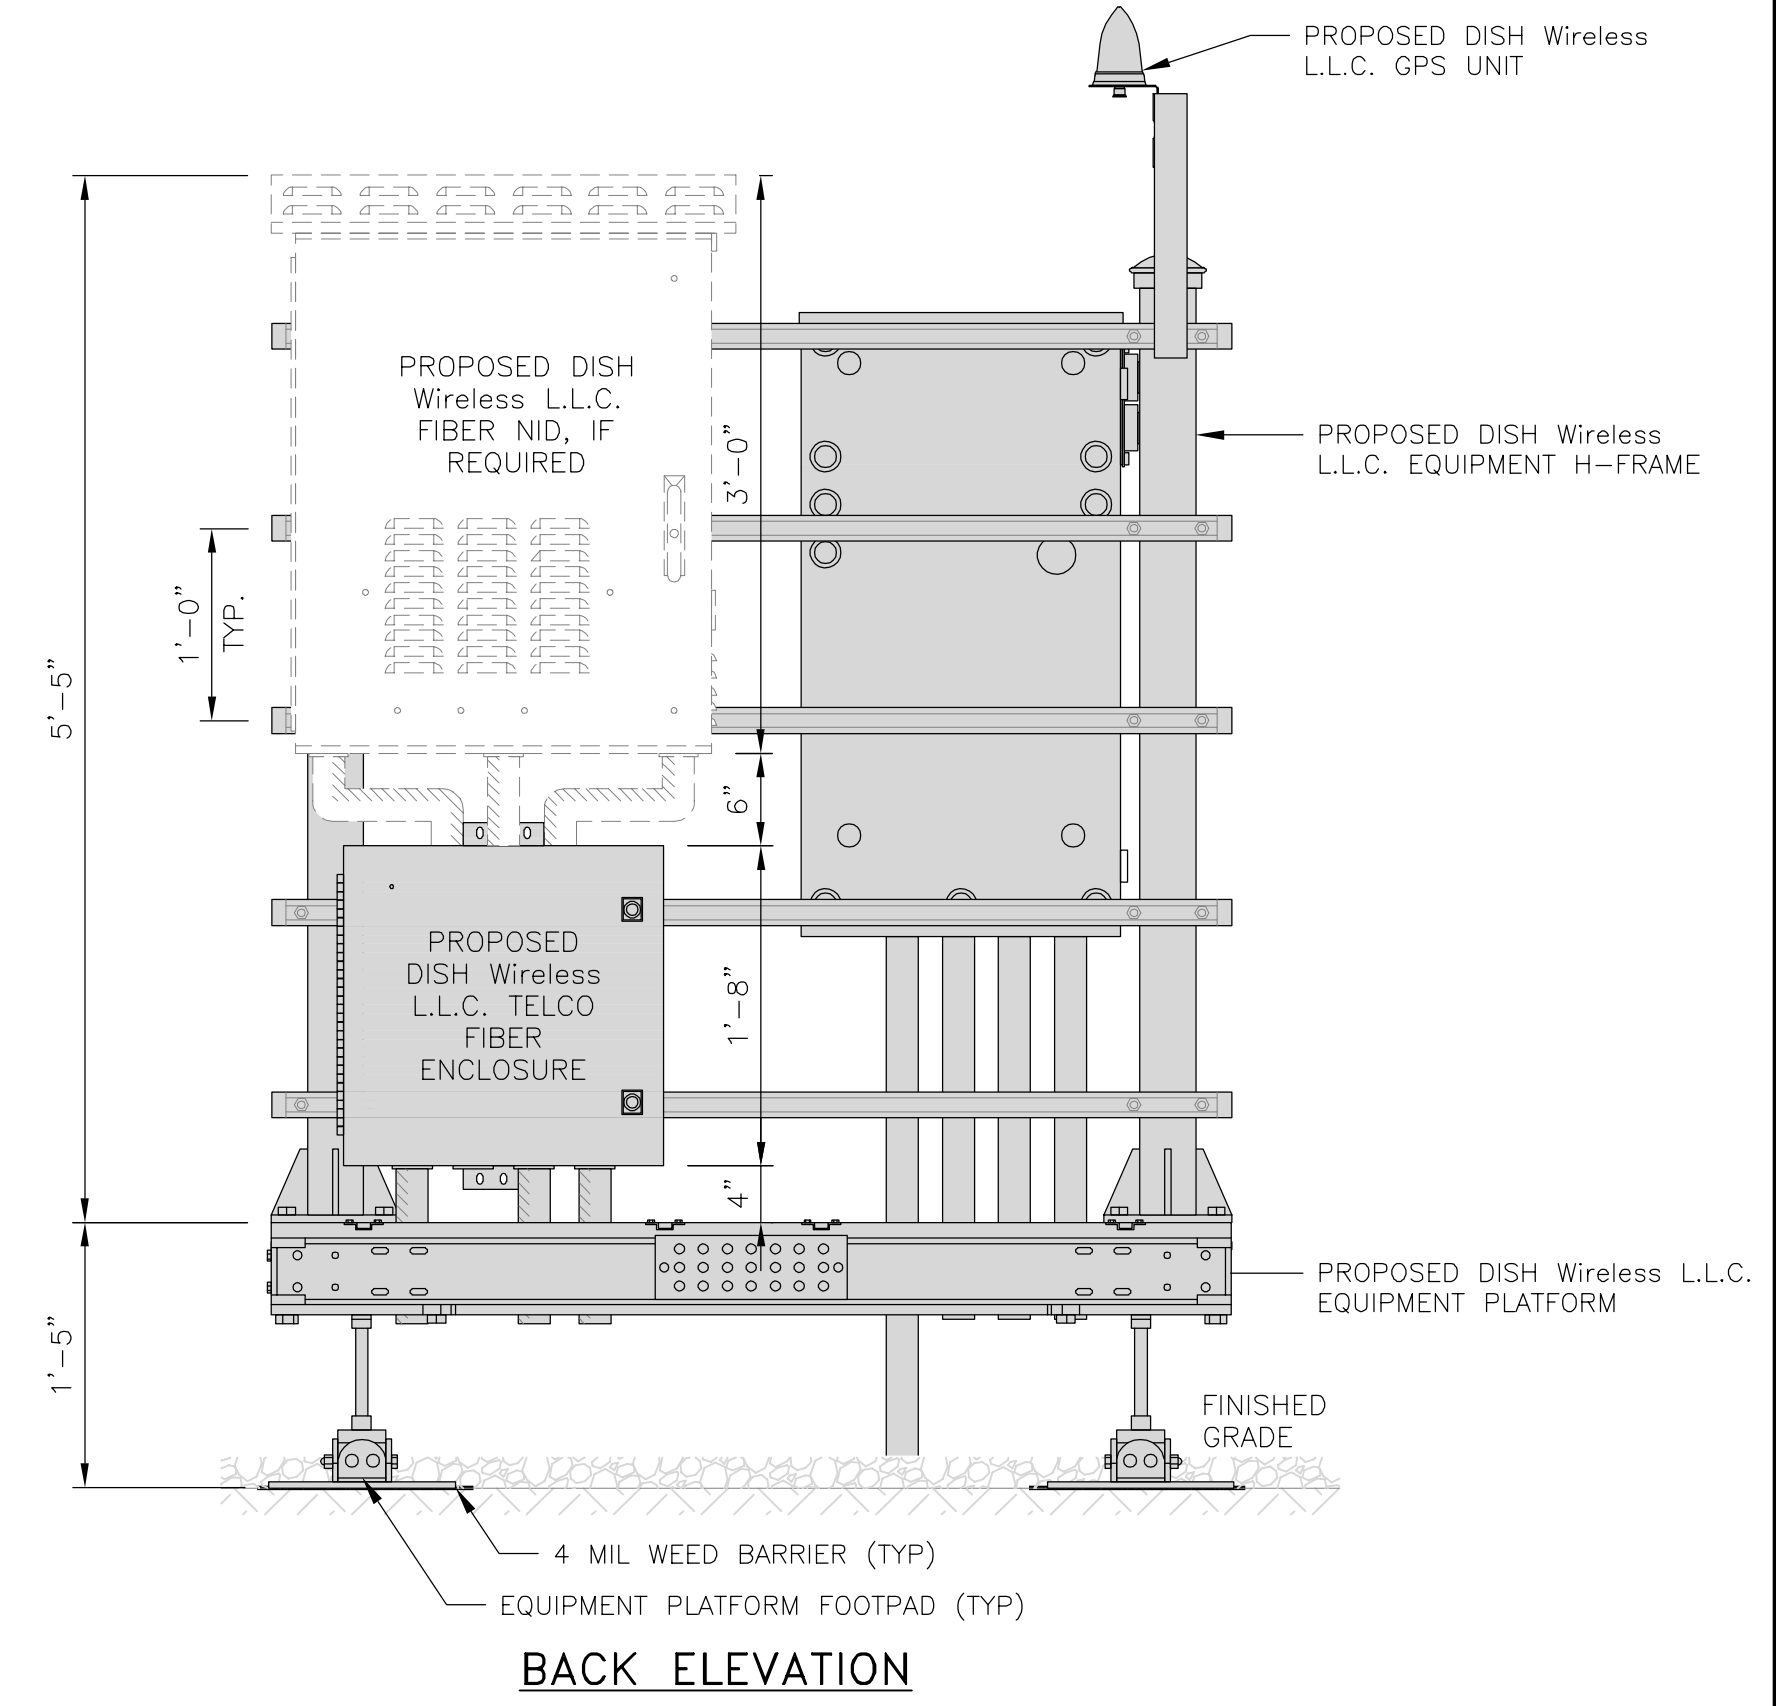 PROPOSED DISH Wireless
L.L.C. GPS UNIT
PROPOSED DISH
Wireless L.L.C.
FIBER NID, IF
REQUIRED
3'-0"
PROPOSED DISH Wireless
L.L.C. EQUIPMENT H-FRAME
1'-0"
TYP.
5'-5"
6"
PROPOSED
DISH Wireless
L.L.C. TELCO
FIBER
ENCLOSURE
1'-8"
4"
PROPOSED DISH Wireless L.L.C.
EQUIPMENT PLATFORM
1'-5"
FINISHED
GRADE
4 MIL WEED BARRIER (TYP)
EQUIPMENT PLATFORM FOOTPAD (TYP)
BACK ELEVATION